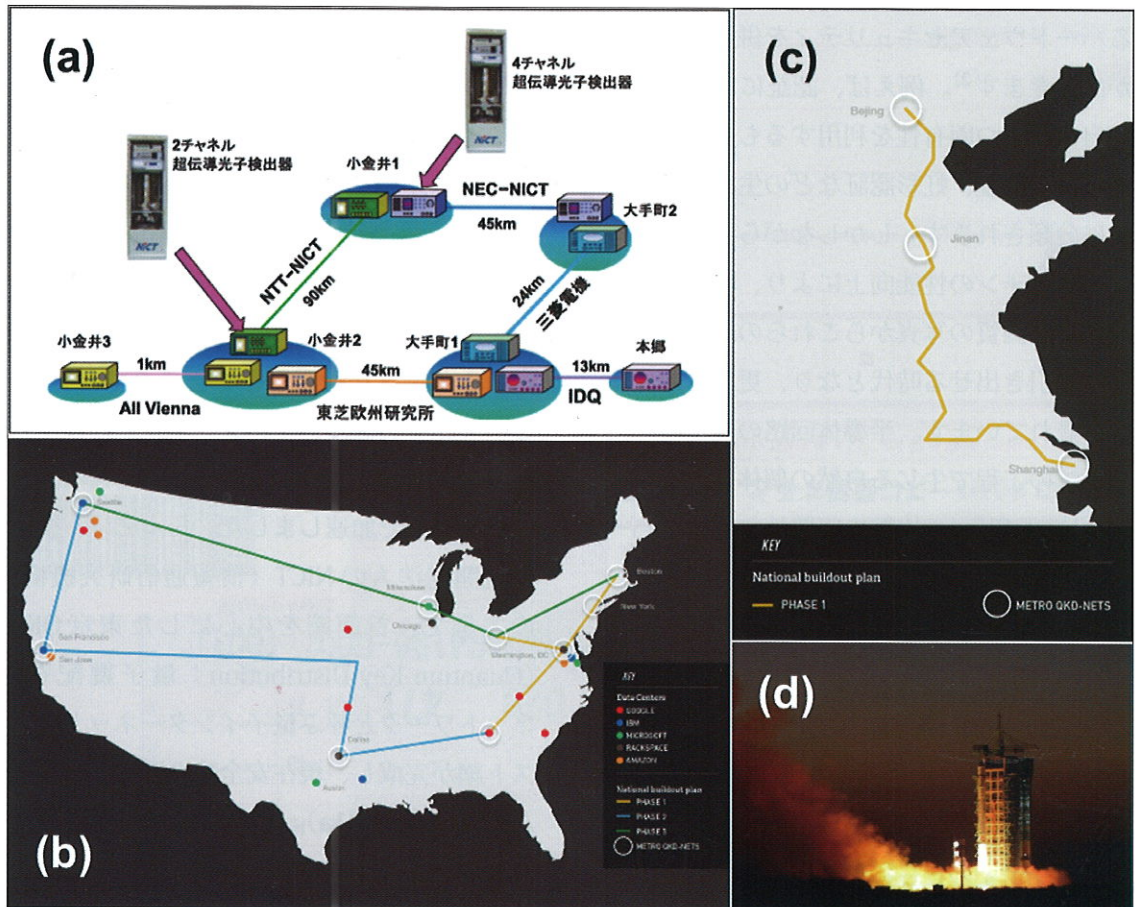 (a)
4チャネル
超伝導光子検出器
NiCT
2チャネル
超伝導光子検出器
NiCT
小金井1
NEC−NICT
45km
大手町2
NTT−NICT
90km
24km
三菱電機
小金井3
1km
All Vienna
小金井2
45km
東芝欧州研究所
大手町1
13km
IDQ
本郷
(b)
Seattle
Milwaukee
Chicago
Boston
New York
Washington, DC
San Francisco
San Jose
Dallas
Austin
KEY
Data Centers
GOOGLE
IBM
MICROSOFT
RACKSPACE
AMAZON
National buildout plan
PHASE 1
PHASE 2
PHASE 3
METRO QKD-NETS
(c)
Beijing
Jinan
Shanghai
KEY
National buildout plan
PHASE 1
METRO QKD-NETS
(d)